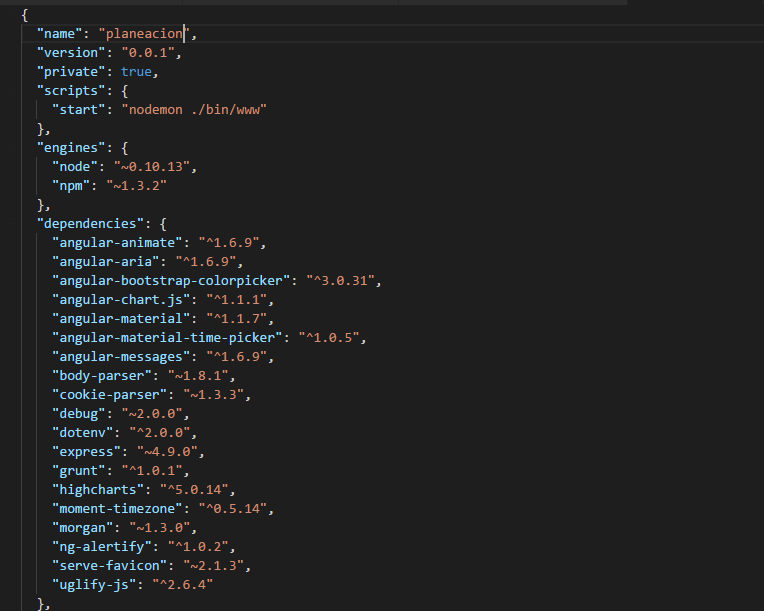 {
"name": "planeacion",
"version": "0.0.1",
"private": true,
"scripts": {
"start": "nodemon ./bin/www"
},
"engines": {
"node": "~0.10.13",
"npm": "~1.3.2"
},
"dependencies": {
"angular-animate": "^1.6.9",
"angular-aria": "^1.6.9",
"angular-bootstrap-colorpicker": "^3.0.31",
"angular-chart.js": "^1.1.1",
"angular-material": "^1.1.7",
"angular-material-time-picker": "^1.0.5",
"angular-messages": "^1.6.9",
"body-parser": "~1.8.1",
"cookie-parser": "~1.3.3",
"debug": "~2.0.0",
"dotenv": "^2.0.0",
"express": "~4.9.0",
"grunt": "^1.0.1",
"highcharts": "^5.0.14",
"moment-timezone": "^0.5.14",
"morgan": "~1.3.0",
"ng-alertify": "^1.0.2",
"serve-favicon": "~2.1.3",
"uglify-js": "^2.6.4"
},